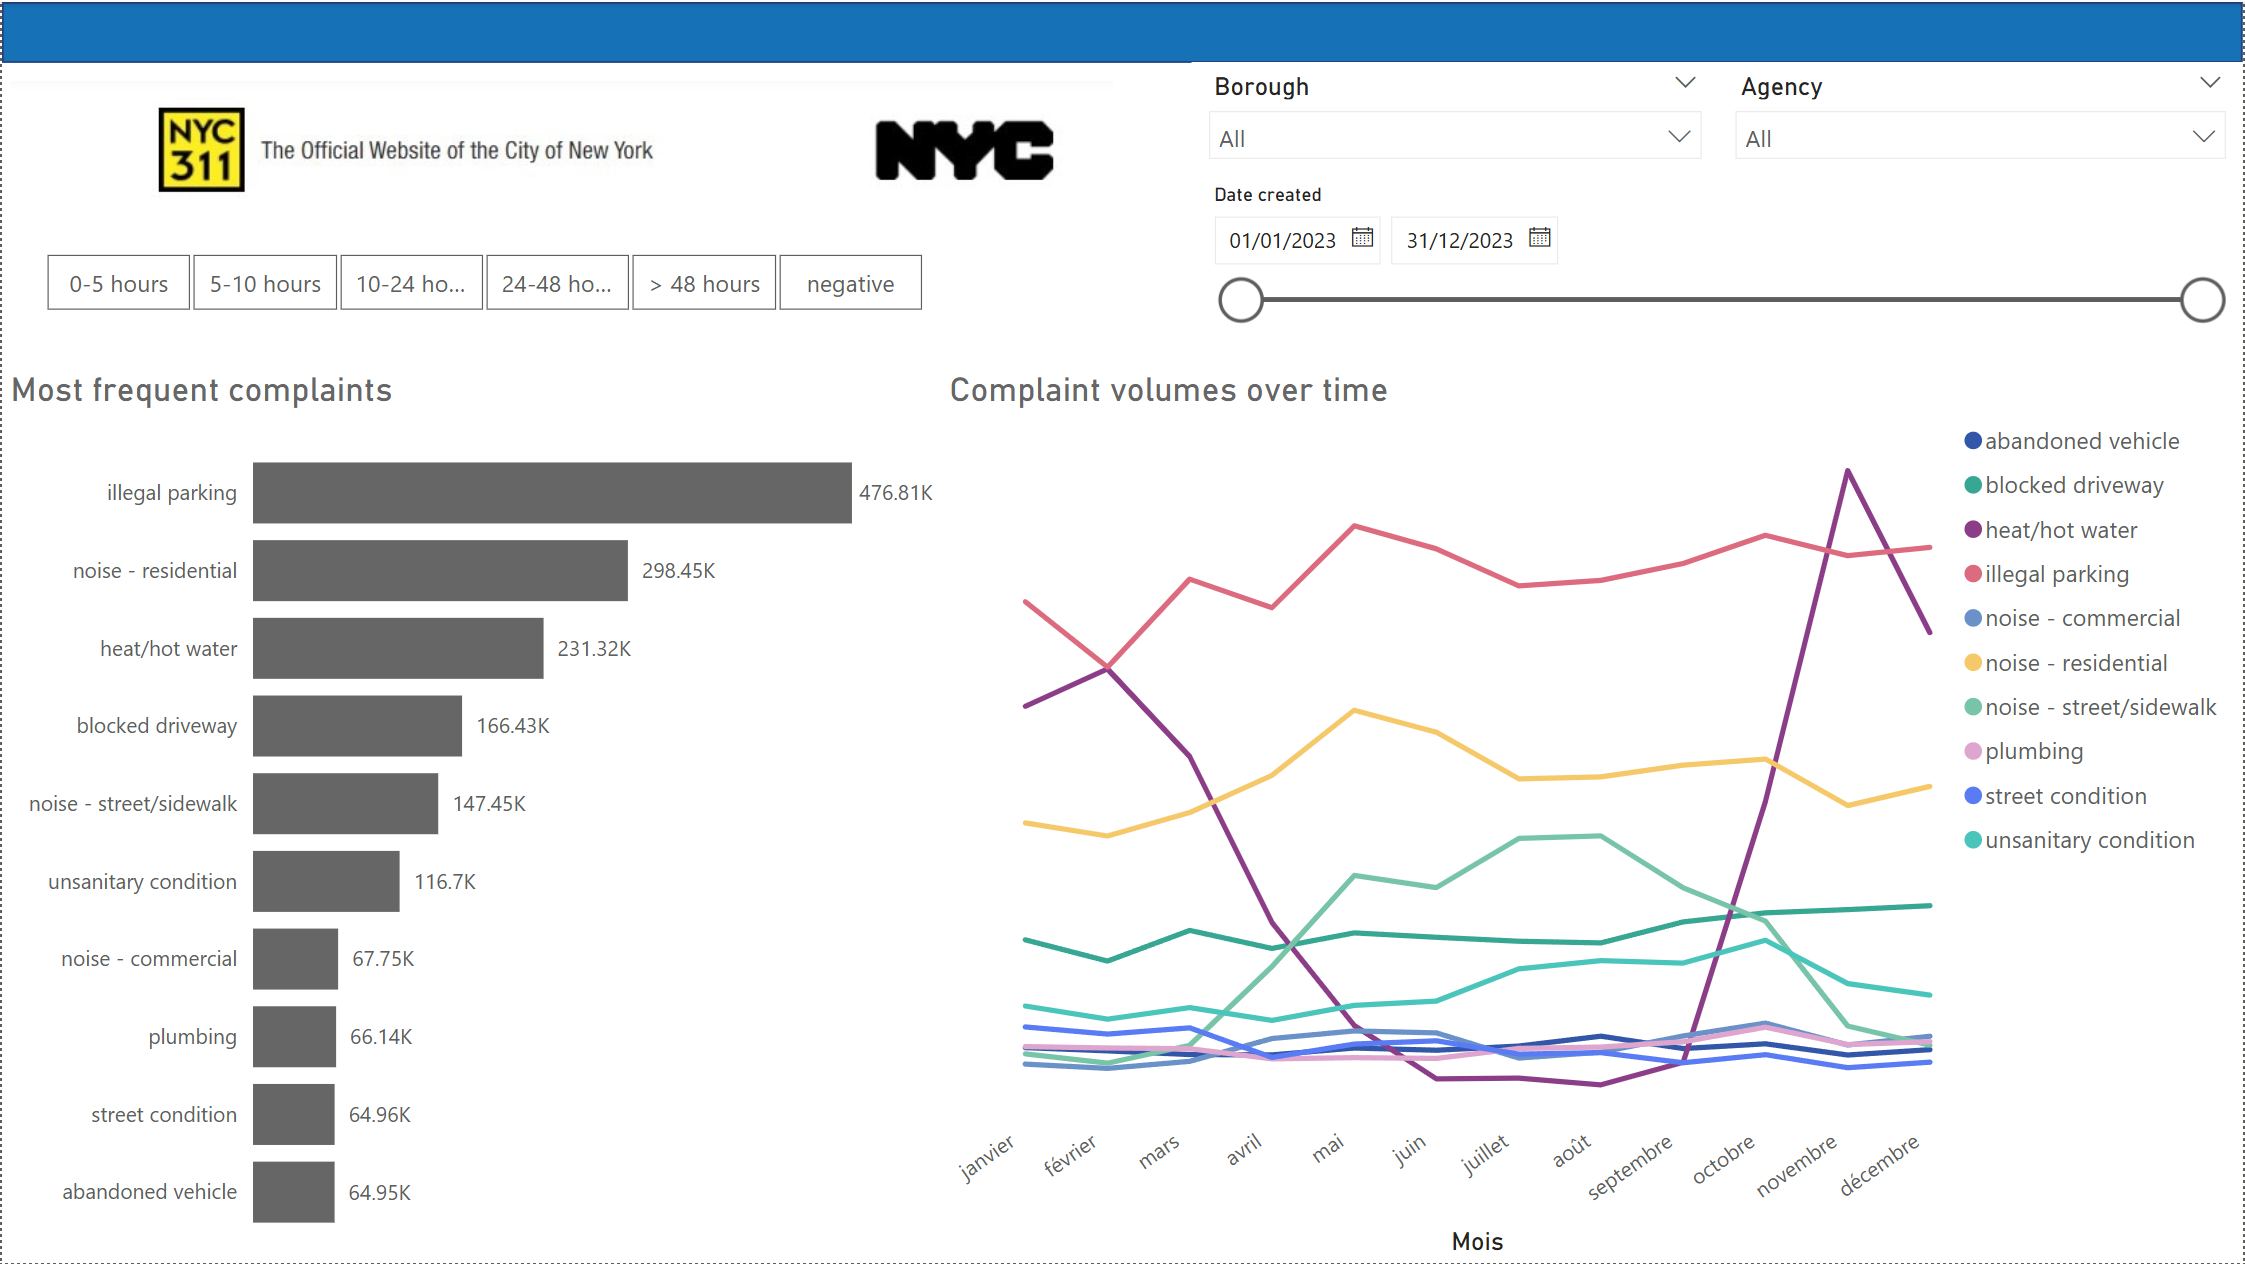 NYC
311
The Official Website of the City of New York
NYC
Borough
All
Agency
All
Date created
01/01/2023
31/12/2023
0-5 hours
5-10 hours
10-24 ho...
24-48 ho...
> 48 hours
negative
Most frequent complaints
illegal parking
476.81K
noise - residential
298.45K
heat/hot water
231.32K
blocked driveway
166.43K
noise - street/sidewalk
147.45K
unsanitary condition
116.7K
noise - commercial
67.75K
plumbing
66.14K
street condition
64.96K
abandoned vehicle
64.95K
Complaint volumes over time
abandoned vehicle
blocked driveway
heat/hot water
illegal parking
noise - commercial
noise - residential
noise - street/sidewalk
plumbing
street condition
unsanitary condition
janvier
février
mars
avril
mai
juin
juillet
août
septembre
octobre
novembre
décembre
Mois